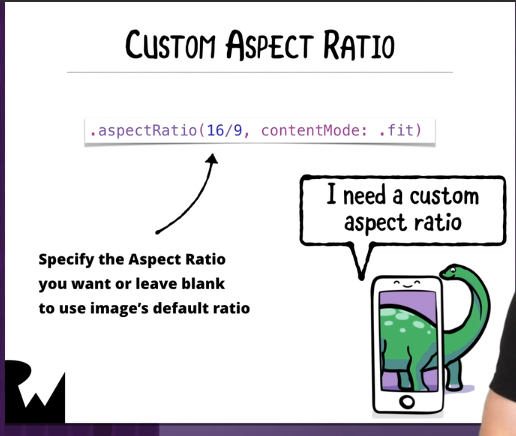 CUSTOM ASPECT RATIO
.aspectRatio(16/9, contentMode: .fit)
I need a custom
aspect ratio
Specify the Aspect Ratio
you want or leave blank
to use image's default ratio
RW